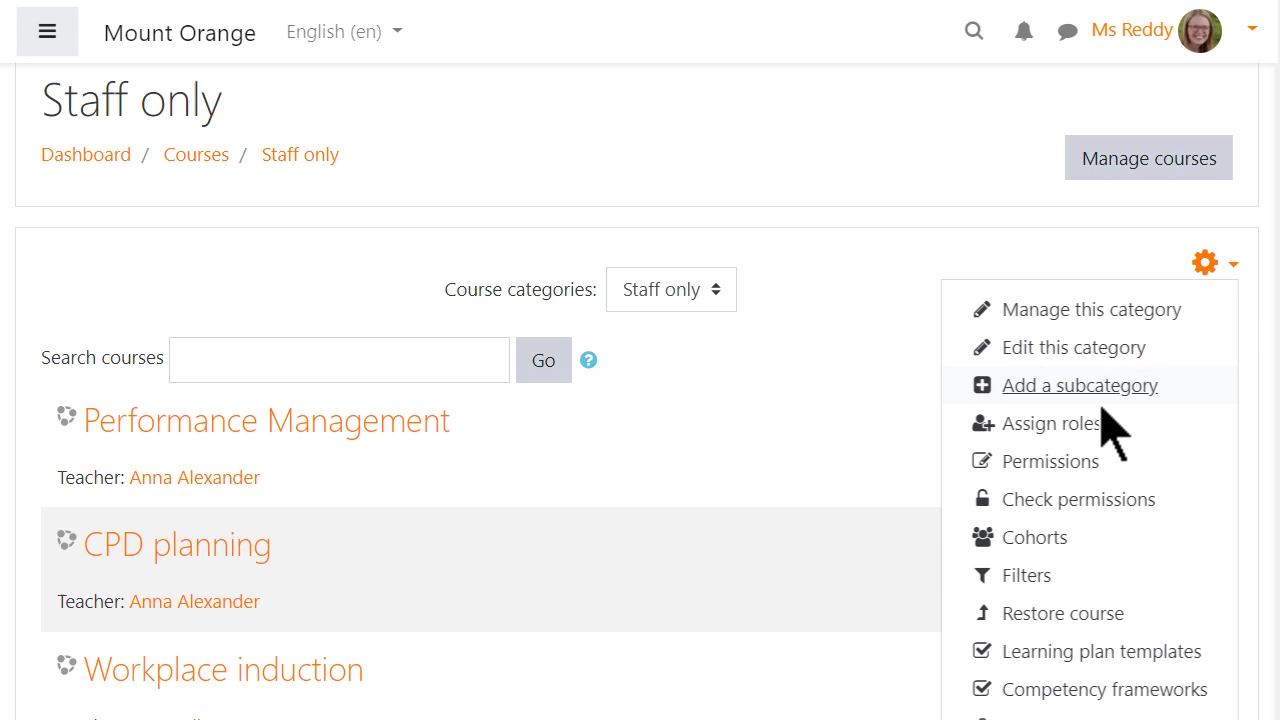 Mount Orange English (en) Ms Reddy
Staff only
Dashboard / Courses / Staff only
Manage courses
Course categories: Staff only
Search courses Go ?
Performance Management
Teacher: Anna Alexander
CPD planning
Teacher: Anna Alexander
Workplace induction
Manage this category
Edit this category
Add a subcategory
Assign roles
Permissions
Check permissions
Cohorts
Filters
Restore course
Learning plan templates
Competency frameworks